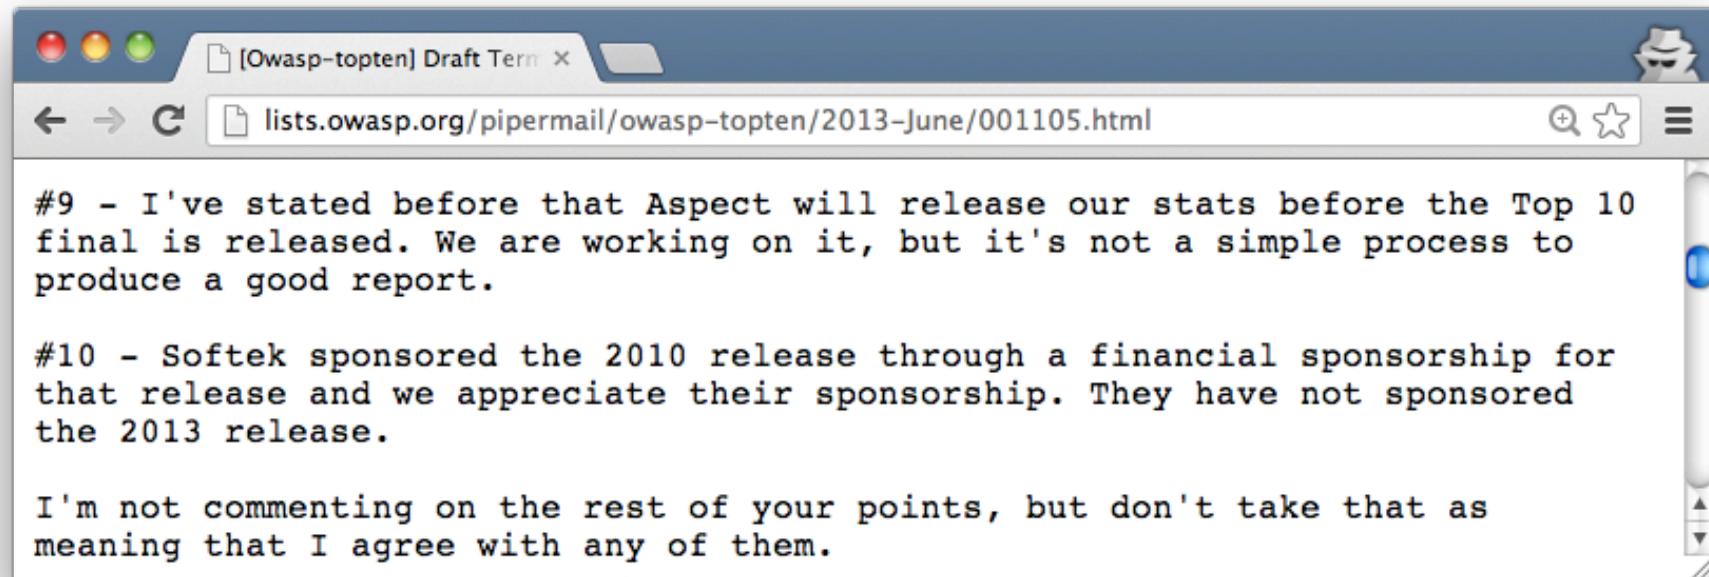 [Owasp-topten] Draft Term
lists.owasp.org/pipermail/owasp-topten/2013-June/001105.html
#9 - I've stated before that Aspect will release our stats before the Top 10
final is released. We are working on it, but it's not a simple process to
produce a good report.
#10 - Softek sponsored the 2010 release through a financial sponsorship for
that release and we appreciate their sponsorship. They have not sponsored
the 2013 release.
I'm not commenting on the rest of your points, but don't take that as
meaning that I agree with any of them.